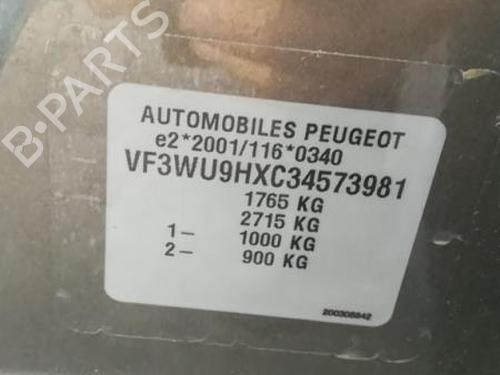 B-PARTS
AUTOMOBILES PEUGEOT
e2*2001/116*0340
VF3WU9HXC34573981
1765 KG
2715 KG
1– 1000 KG
2– 900 KG
200308842